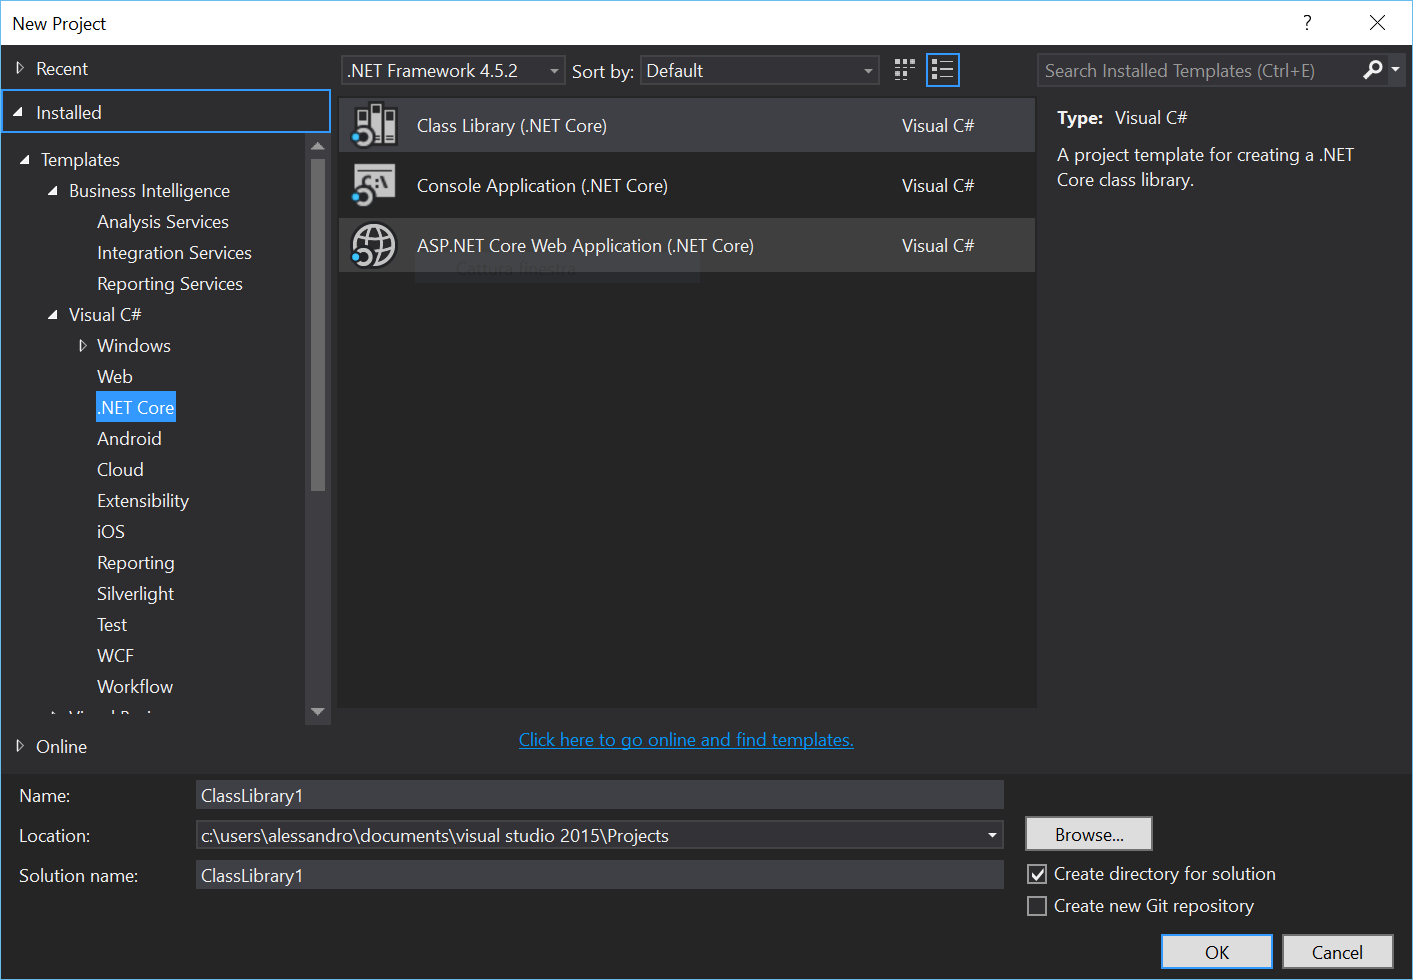 New Project
?
Recent
.NET Framework 4.5.2
Sort by:
Default
Search Installed Templates (Ctrl+E)
Installed
Templates
Business Intelligence
Analysis Services
Integration Services
Reporting Services
Visual C#
Windows
Web
.NET Core
Android
Cloud
Extensibility
iOS
Reporting
Silverlight
Test
WCF
Workflow
Online
Class Library (.NET Core) Visual C#
C:\
Console Application (.NET Core) Visual C#
ASP.NET Core Web Application (.NET Core) Visual C#
Type: Visual C#
A project template for creating a .NET
Core class library.
Click here to go online and find templates.
Name: ClassLibrary1
Location: c:\users\alessandro\documents\visual studio 2015\Projects
Browse...
Solution name: ClassLibrary1
Create directory for solution
Create new Git repository
OK
Cancel